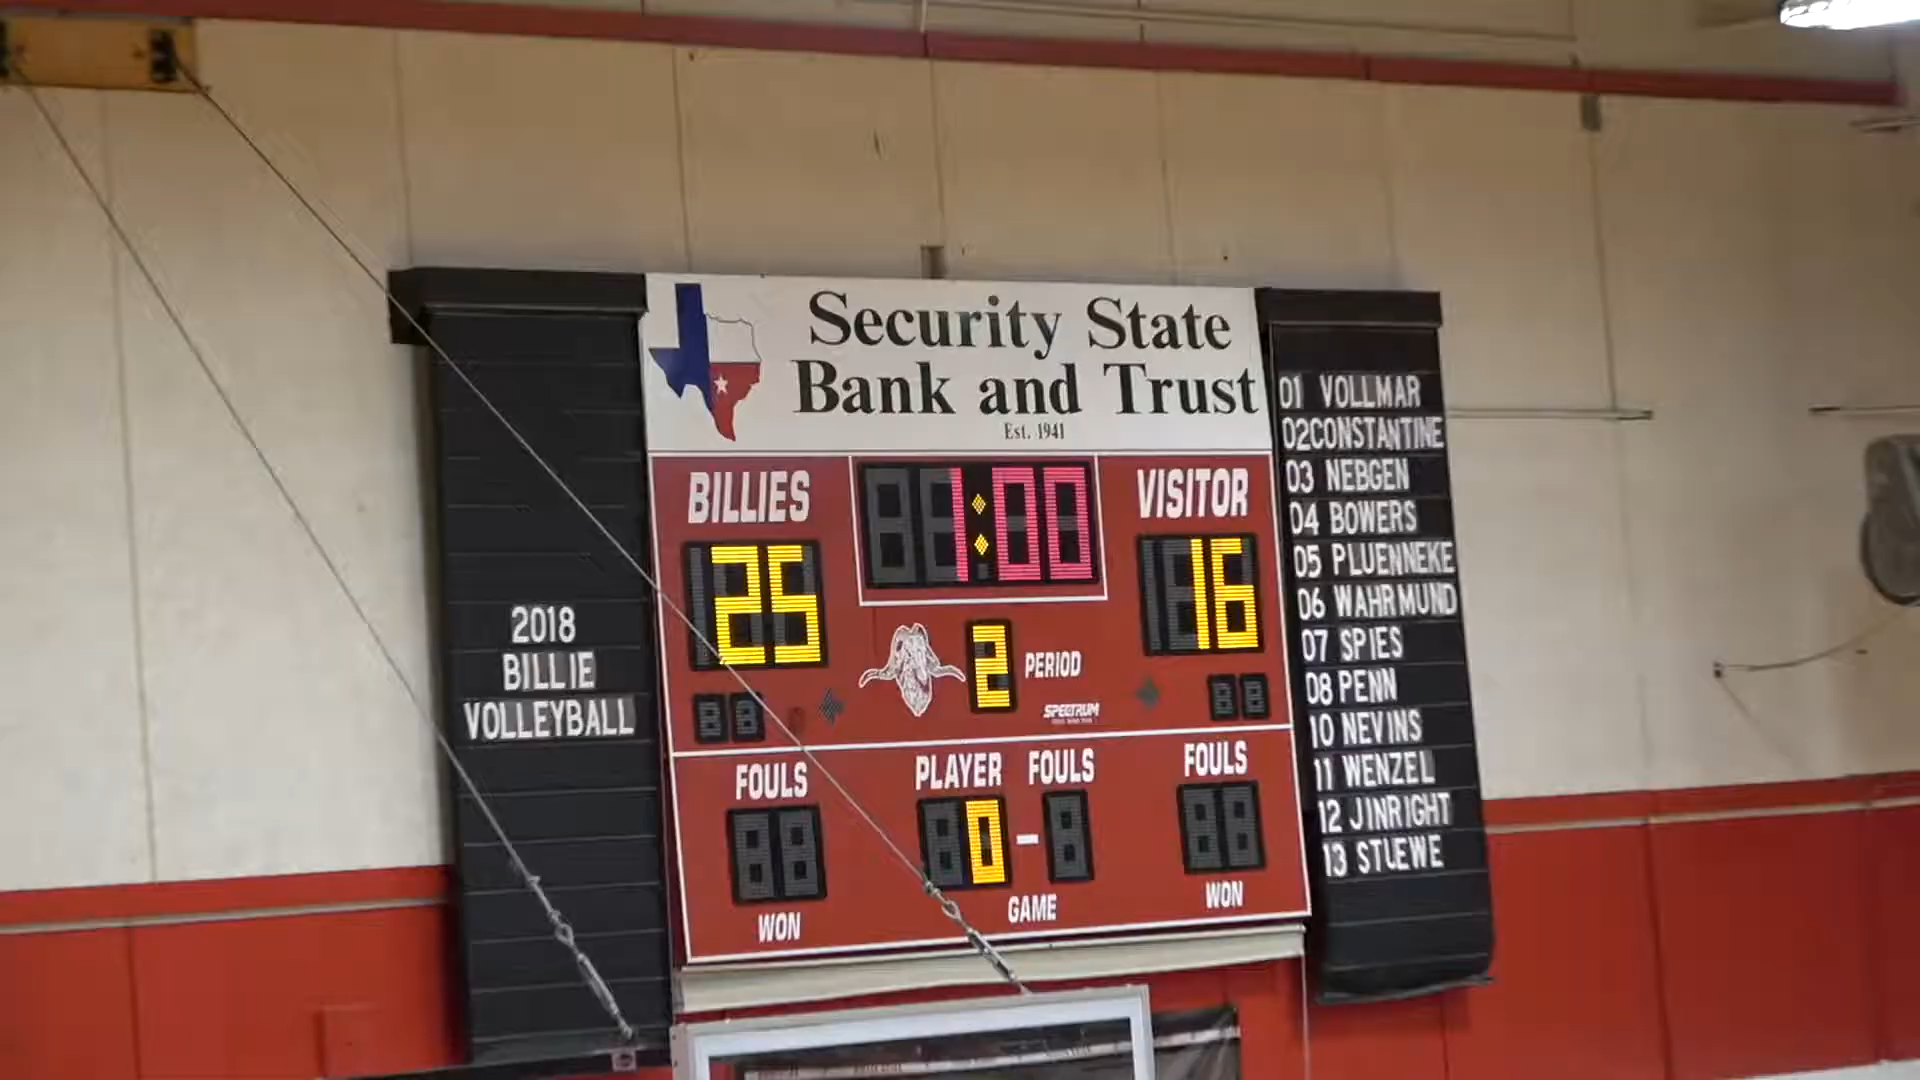 Security State
Bank and Trust
Est. 1941
BILLIES
1:00
VISITOR
25
16
2
PERIOD
SPECTRUM
FOULS
PLAYER
FOULS
FOULS
0 -
WON
GAME
WON
2018
BILLIE
VOLLEYBALL
01 VOLLMAR
02CONSTANTINE
03 NEBGEN
04 BOWERS
05 PLUENNEKE
06 WAHRMUND
07 SPIES
08 PENN
10 NEVINS
11 WENZEL
12 JINRIGHT
13 STUEWE